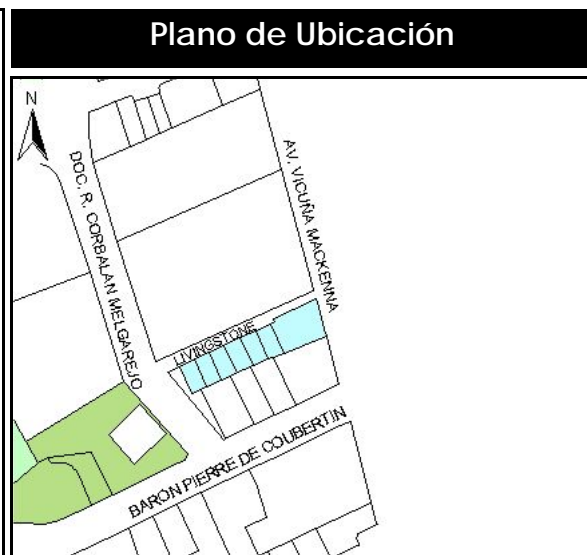 Plano de Ubicación
N
DOC. R. CORBALAN MELGAREJO
AV. VICUÑA MACKENNA
LIVINGSTONE
BARON PIERRE DE COUBERTIN